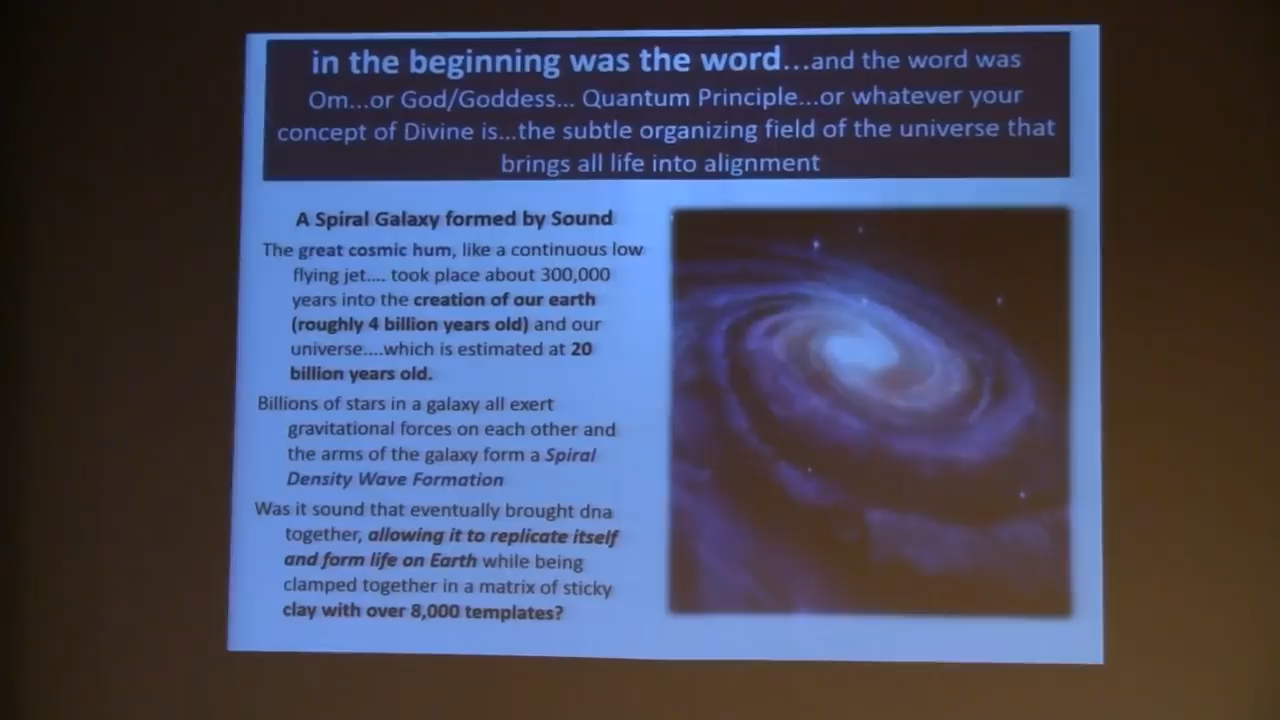 in the beginning was the word...and the word was
Om...or God/Goddess... Quantum Principle...or whatever your
concept of Divine is...the subtle organizing field of the universe that
brings all life into alignment
A Spiral Galaxy formed by Sound
The great cosmic hum, like a continuous low
flying jet.... took place about 300,000
years into the creation of our earth
(roughly 4 billion years old) and our
universe....which is estimated at 20
billion years old.
Billions of stars in a galaxy all exert
gravitational forces on each other and
the arms of the galaxy form a Spiral
Density Wave Formation
Was it sound that eventually brought dna
together, allowing it to replicate itself
and form life on Earth while being
clamped together in a matrix of sticky
clay with over 8,000 templates?